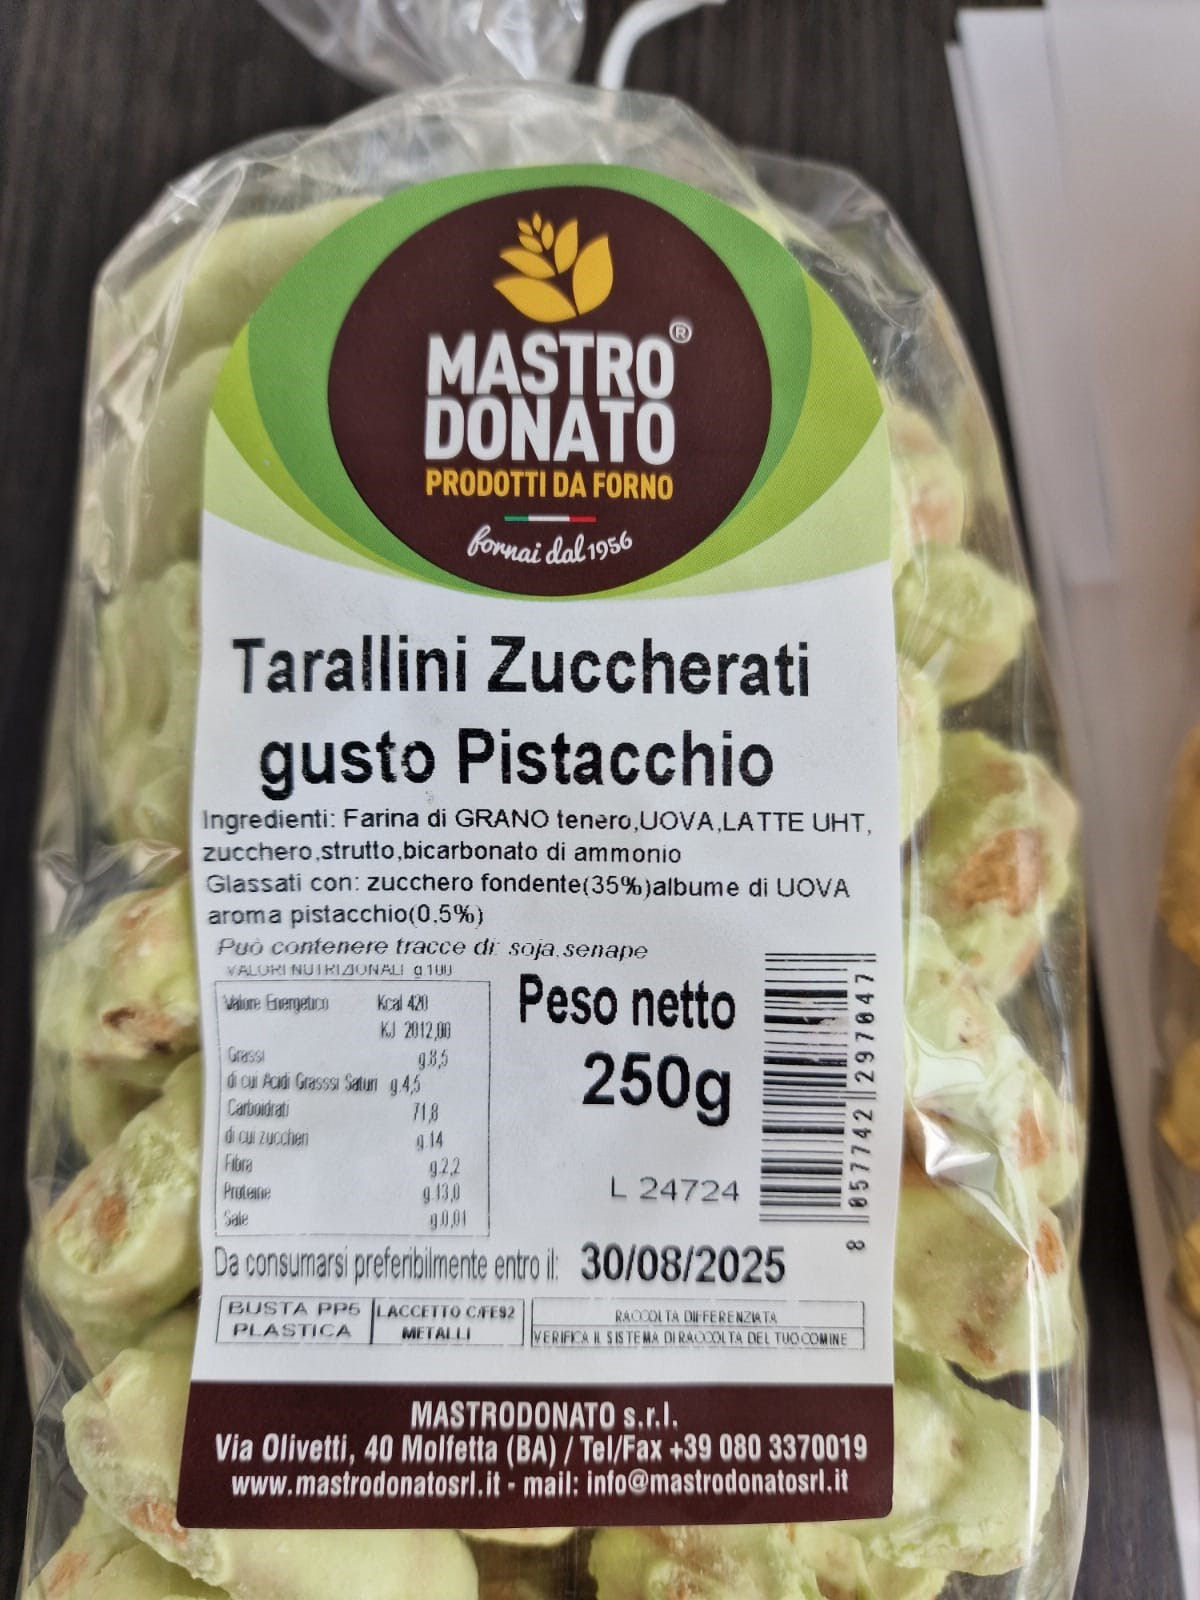 MASTRO®
DONATO
PRODOTTI DA FORNO
fornai dal 1956
Tarallini Zuccherati
gusto Pistacchio
Ingredienti: Farina di GRANO tenero,UOVA,LATTE UHT,
zucchero,strutto,bicarbonato di ammonio
Glassati con: zucchero fondente(35%)albume di UOVA
aroma pistacchio(0.5%)
Può contenere tracce di: soja,senape
VALORI NUTRIZIONALI g 100
Valore Energetico Kcal 420
KJ 2012,00
Grassi g.8,5
di cui Acidi Grasssi Saturi g.4,5
Carboidrati 71,8
di cui zuccheri g.14
Fibra g.2,2
Proteine g.13,0
Sale g.0,01
Peso netto
250g
L 24724
8 057742 297047
Da consumarsi preferibilmente entro il: 30/08/2025
BUSTA PP5
PLASTICA
LACCETTO C/FE92
METALLI
RACCOLTA DIFFERENZIATA
VERIFICA IL SISTEMA DI RACCOLTA DEL TUO COMINE
MASTRODONATO s.r.l.
Via Olivetti, 40 Molfetta (BA) / Tel/Fax +39 080 3370019
www.mastrodonatosrl.it - mail: info@mastrodonatosrl.it